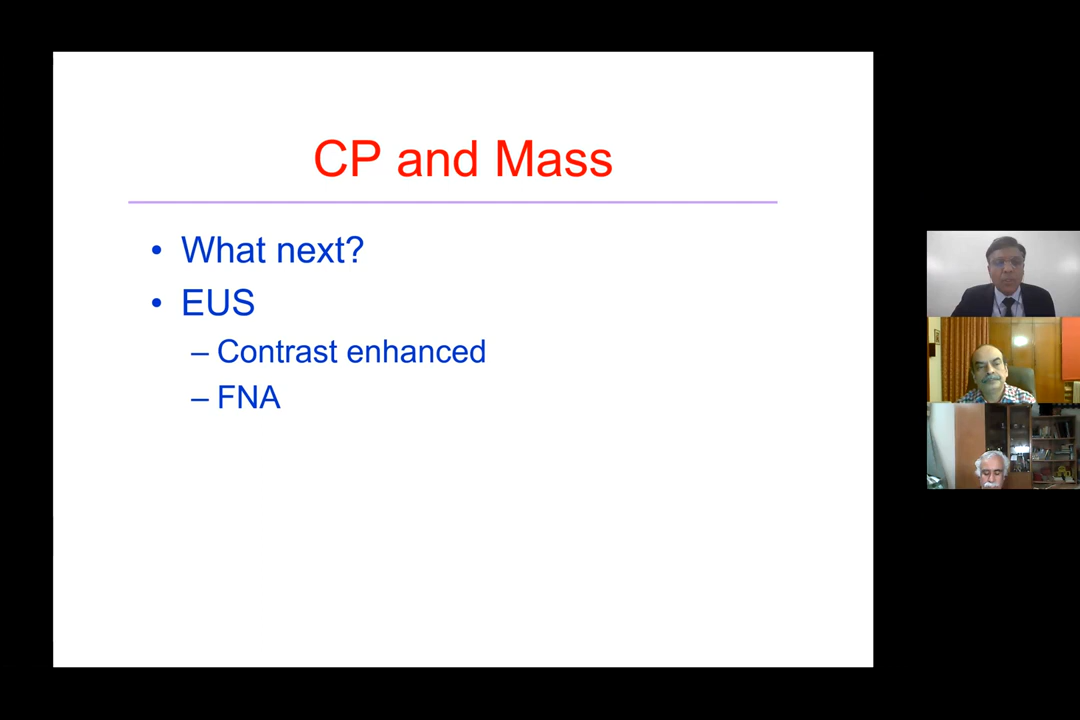 CP and Mass
• What next?
• EUS
– Contrast enhanced
– FNA